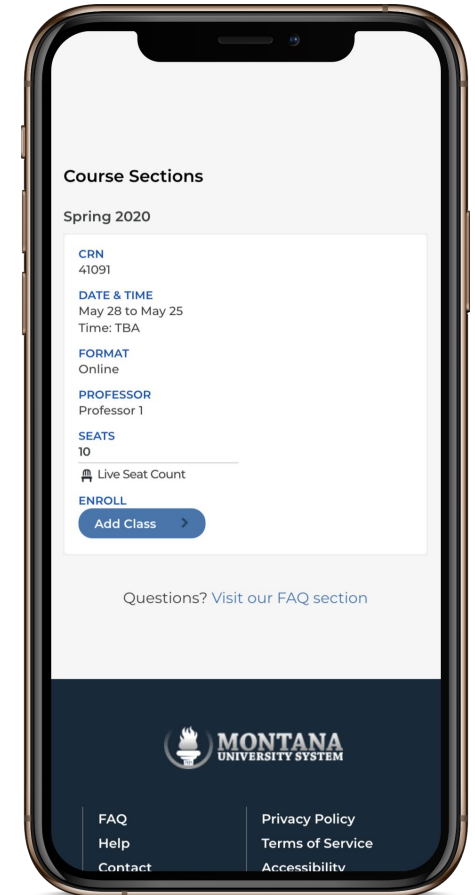 Course Sections
Spring 2020
CRN
41091
DATE & TIME
May 28 to May 25
Time: TBA
FORMAT
Online
PROFESSOR
Professor 1
SEATS
10
Live Seat Count
ENROLL
Add Class
Questions? Visit our FAQ section
MONTANA
UNIVERSITY SYSTEM
FAQ
Help
Contact
Privacy Policy
Terms of Service
Accessibility